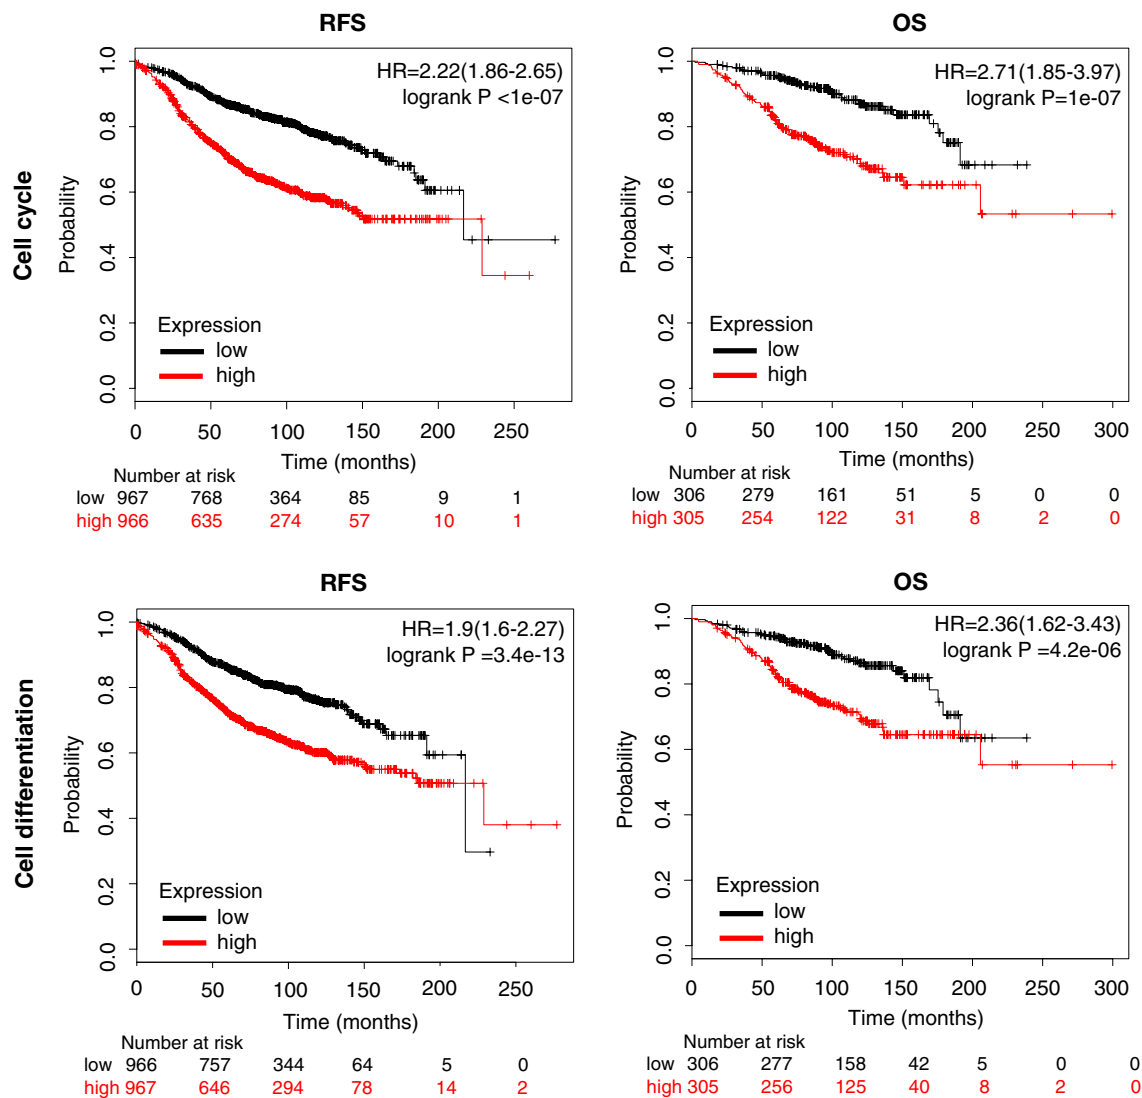 RFS
OS
Cell cycle
Probability
0.0 0.2 0.4 0.6 0.8 1.0
HR=2.22(1.86-2.65)
logrank P <1e-07
Expression
low
high
0 50 100 150 200 250
Time (months)
Number at risk
low 967 768 364 85 9 1
high 966 635 274 57 10 1
Probability
0.0 0.2 0.4 0.6 0.8 1.0
HR=2.71(1.85-3.97)
logrank P=1e-07
Expression
low
high
0 50 100 150 200 250 300
Time (months)
Number at risk
low 306 279 161 51 5 0 0
high 305 254 122 31 8 2 0
RFS
OS
Cell differentiation
Probability
0.0 0.2 0.4 0.6 0.8 1.0
HR=1.9(1.6-2.27)
logrank P =3.4e-13
Expression
low
high
0 50 100 150 200 250
Time (months)
Number at risk
low 966 757 344 64 5 0
high 967 646 294 78 14 2
Probability
0.0 0.2 0.4 0.6 0.8 1.0
HR=2.36(1.62-3.43)
logrank P =4.2e-06
Expression
low
high
0 50 100 150 200 250 300
Time (months)
Number at risk
low 306 277 158 42 5 0 0
high 305 256 125 40 8 2 0